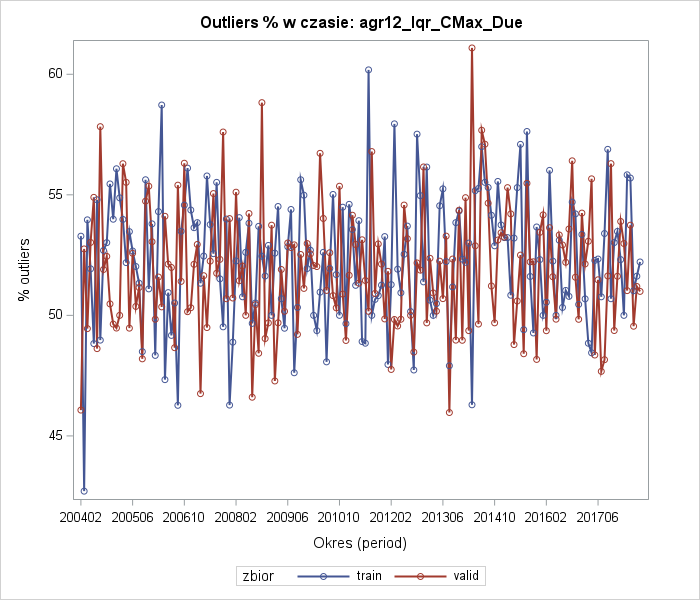 Outliers % w czasie: agr12_Iqr_CMax_Due
% outliers
60
55
50
45
200402 200506 200610 200802 200906 201010 201202 201306 201410 201602 201706
Okres (period)
zbior train valid